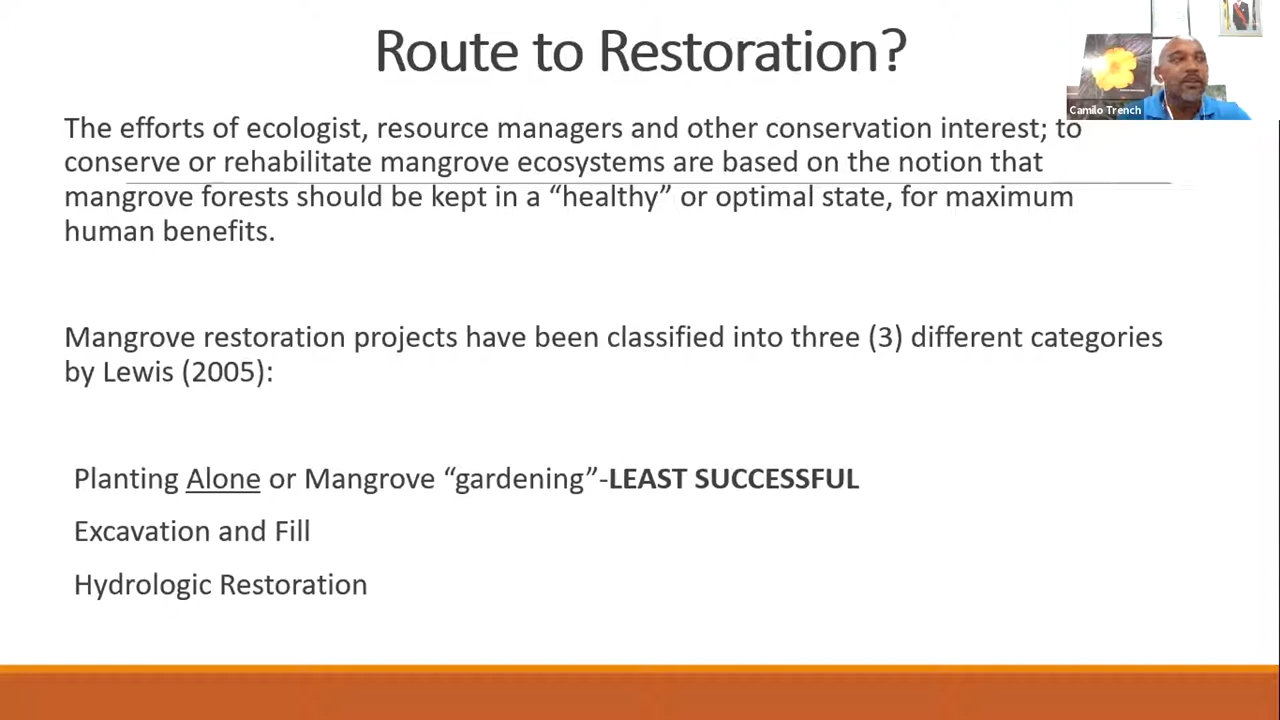 Route to Restoration?
Camilo Trench
The efforts of ecologist, resource managers and other conservation interest; to
conserve or rehabilitate mangrove ecosystems are based on the notion that
mangrove forests should be kept in a “healthy” or optimal state, for maximum
human benefits.
Mangrove restoration projects have been classified into three (3) different categories
by Lewis (2005):
Planting Alone or Mangrove “gardening”-LEAST SUCCESSFUL
Excavation and Fill
Hydrologic Restoration